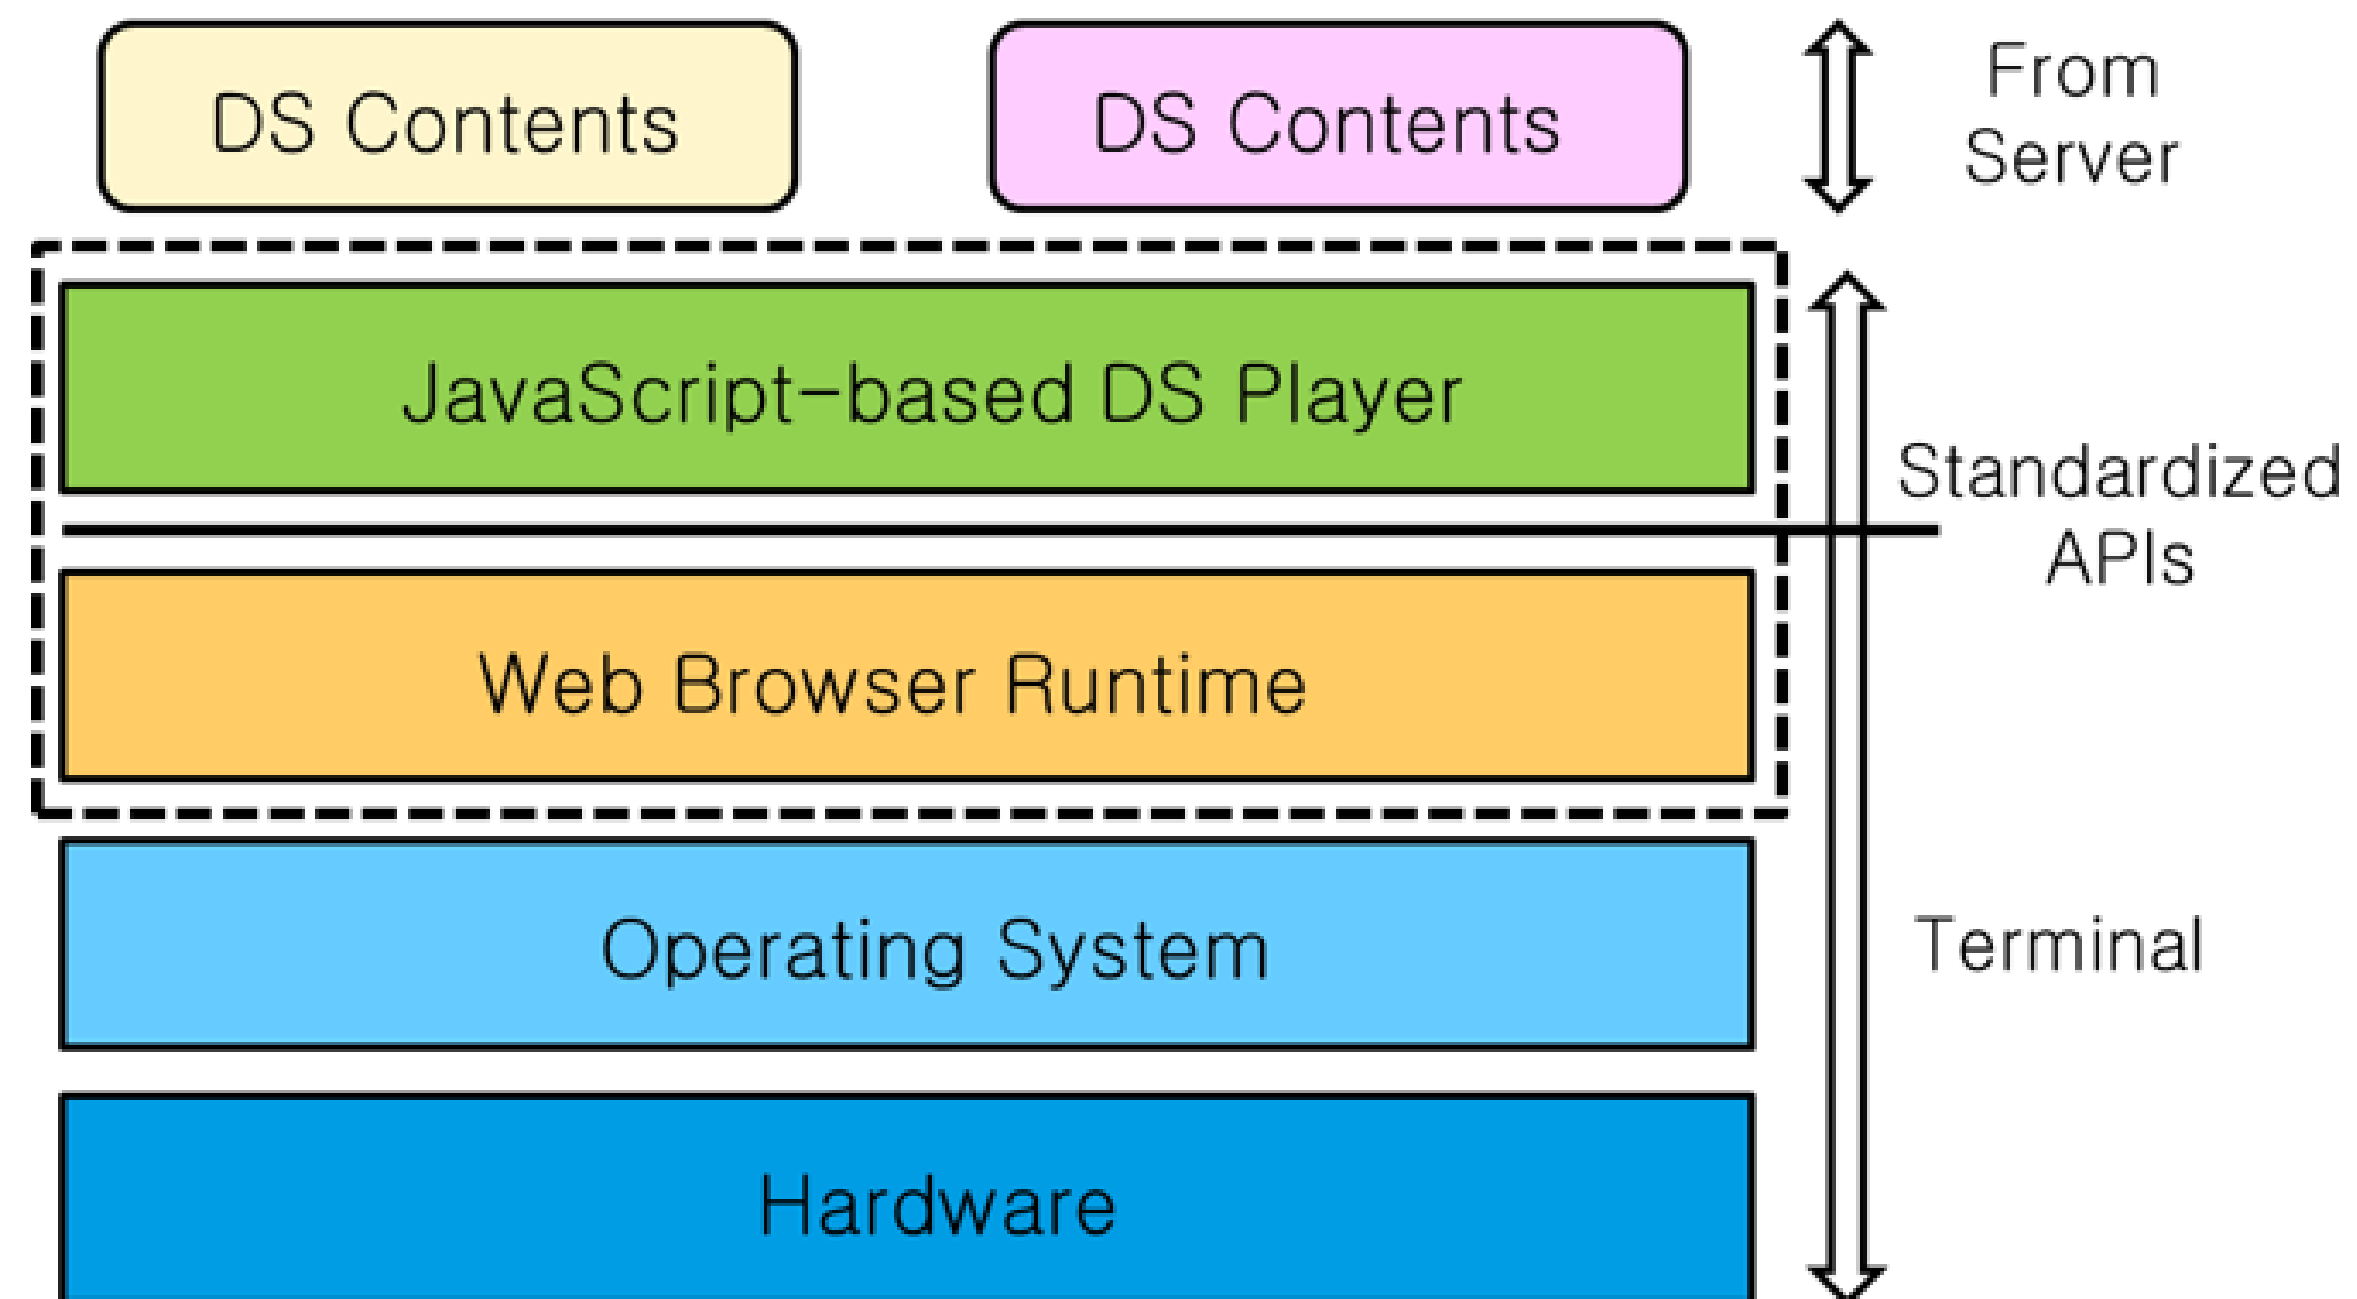 DS Contents
DS Contents
From
Server
JavaScript-based DS Player
Standardized
APIs
Web Browser Runtime
Operating System
Terminal
Hardware